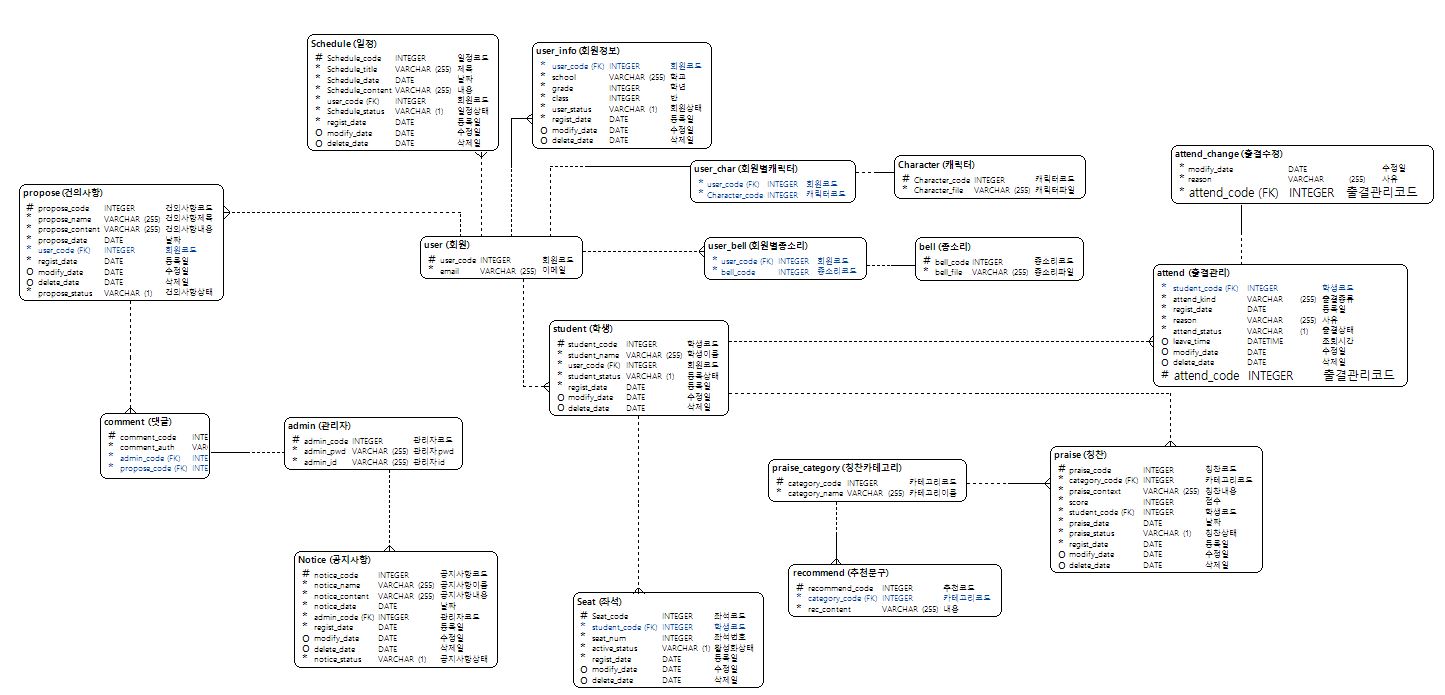 Schedule (일정)
# Schedule_code INTEGER 일정코드
* Schedule_title VARCHAR (255) 제목
* Schedule_date DATE 날짜
* Schedule_content VARCHAR (255) 내용
* user_code (FK) INTEGER 회원코드
* Schedule_status VARCHAR (1) 일정상태
* regist_date DATE 등록일
O modify_date DATE 수정일
O delete_date DATE 삭제일
user_info (회원정보)
* user_code (FK) INTEGER 회원코드
* school VARCHAR (255) 학교
* grade INTEGER 학년
* class INTEGER 반
* user_status VARCHAR (1) 회원상태
* regist_date DATE 등록일
O modify_date DATE 수정일
O delete_date DATE 삭제일
user_char (회원별캐릭터)
* user_code (FK) INTEGER 회원코드
* Character_code INTEGER 캐릭터코드
Character (캐릭터)
# Character_code INTEGER 캐릭터코드
* Character_file VARCHAR (255) 캐릭터파일
attend_change (출결수정)
* modify_date DATE 수정일
* reason VARCHAR (255) 사유
* attend_code (FK) INTEGER 출결관리코드
propose (건의사항)
# propose_code INTEGER 건의사항코드
* propose_name VARCHAR (255) 건의사항제목
* propose_content VARCHAR (255) 건의사항내용
* propose_date DATE 날짜
* user_code (FK) INTEGER 회원코드
* regist_date DATE 등록일
O modify_date DATE 수정일
O delete_date DATE 삭제일
* propose_status VARCHAR (1) 건의사항상태
user (회원)
# user_code INTEGER 회원코드
* email VARCHAR (255) 이메일
user_bell (회원별종소리)
* user_code (FK) INTEGER 회원코드
* bell_code INTEGER 종소리코드
bell (종소리)
# bell_code INTEGER 종소리코드
* bell_file VARCHAR (255) 종소리파일
attend (출결관리)
* student_code (FK) INTEGER 학생코드
* attend_kind VARCHAR (255) 출결종류
* regist_date DATE 등록일
* reason VARCHAR (255) 사유
* attend_status VARCHAR (1) 출결상태
O leave_time DATETIME 조퇴시간
O modify_date DATE 수정일
O delete_date DATE 삭제일
# attend_code INTEGER 출결관리코드
student (학생)
# student_code INTEGER 학생코드
* student_name VARCHAR (255) 학생이름
* user_code (FK) INTEGER 회원코드
* student_status VARCHAR (1) 등록상태
* regist_date DATE 등록일
O modify_date DATE 수정일
O delete_date DATE 삭제일
comment (댓글)
# comment_code INTE
* comment_auth VAR
* admin_code (FK) INTE
* propose_code (FK) INTE
admin (관리자)
# admin_code INTEGER 관리자코드
* admin_pwd VARCHAR (255) 관리자pwd
* admin_id VARCHAR (255) 관리자id
praise_category (칭찬카테고리)
# category_code INTEGER 카테고리코드
* category_name VARCHAR (255) 카테고리이름
praise (칭찬)
# praise_code INTEGER 칭찬코드
* category_code (FK) INTEGER 카테고리코드
* praise_context VARCHAR (255) 칭찬내용
* score INTEGER 점수
* student_code (FK) INTEGER 학생코드
* praise_date DATE 날짜
* praise_status VARCHAR (1) 칭찬상태
* regist_date DATE 등록일
O modify_date DATE 수정일
O delete_date DATE 삭제일
Notice (공지사항)
# notice_code INTEGER 공지사항코드
* notice_name VARCHAR (255) 공지사항이름
* notice_content VARCHAR (255) 공지사항내용
* notice_date DATE 날짜
* admin_code (FK) INTEGER 관리자코드
* regist_date DATE 등록일
O modify_date DATE 수정일
O delete_date DATE 삭제일
* notice_status VARCHAR (1) 공지사항상태
recommend (추천문구)
# recommend_code INTEGER 추천코드
* category_code (FK) INTEGER 카테고리코드
* rec_content VARCHAR (255) 내용
Seat (좌석)
# Seat_code INTEGER 좌석코드
* student_code (FK) INTEGER 학생코드
* seat_num INTEGER 좌석번호
* active_status VARCHAR (1) 활성화상태
* regist_date DATE 등록일
O modify_date DATE 수정일
O delete_date DATE 삭제일